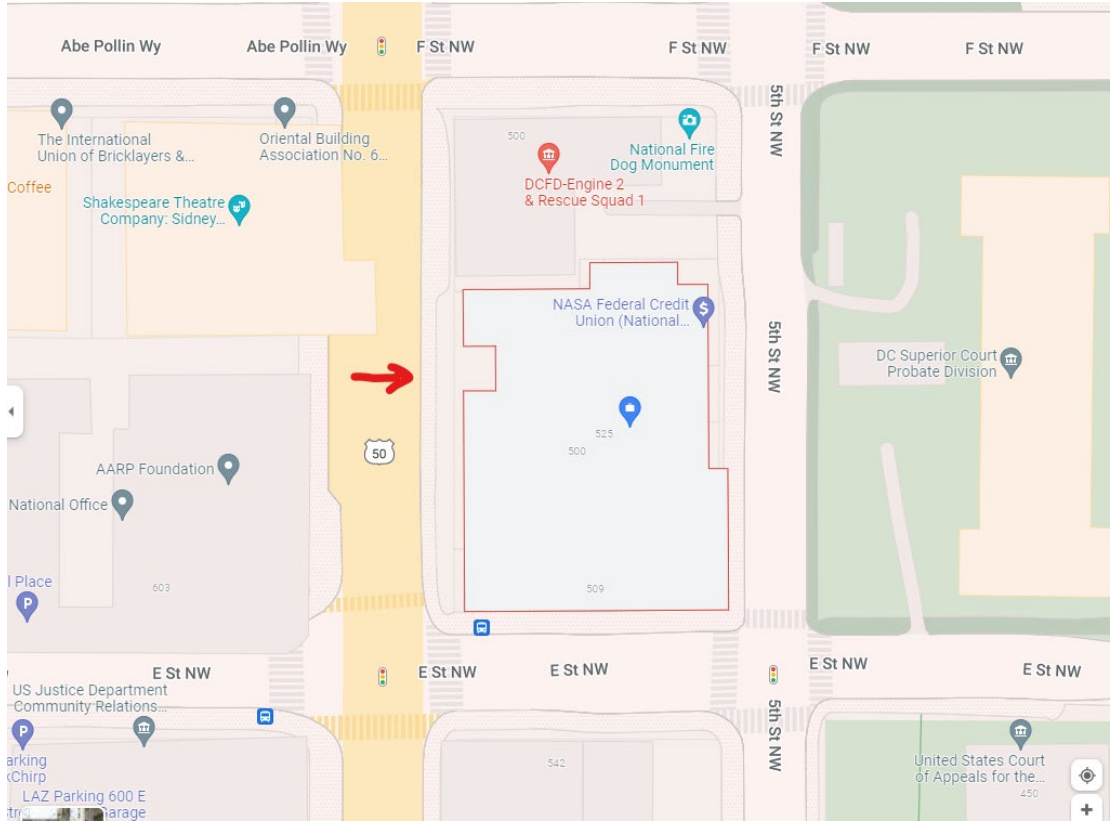 Abe Pollin Wy
Abe Pollin Wy
F St NW
F St NW
F St NW
F St NW
The International
Union of Bricklayers &...
Oriental Building
Association No. 6...
500
DCFD-Engine 2
& Rescue Squad 1
National Fire
Dog Monument
5th St NW
Coffee
Shakespeare Theatre
Company: Sidney...
NASA Federal Credit
Union (National...
5th St NW
DC Superior Court
Probate Division
525
500
50
AARP Foundation
National Office
l Place
603
509
E St NW
E St NW
E St NW
E St NW
E St NW
US Justice Department
Community Relations...
5th St NW
542
United States Court
of Appeals for the...
450
LAZ Parking 600 E
Garage